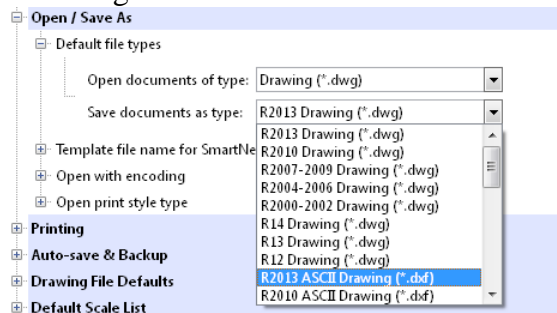 Open / Save As
Default file types
Open documents of type: Drawing (*.dwg)
Save documents as type: R2013 Drawing (*.dwg)
R2013 Drawing (*.dwg)
R2010 Drawing (*.dwg)
Template file name for SmartNe
R2007-2009 Drawing (*.dwg)
Open with encoding
R2004-2006 Drawing (*.dwg)
Open print style type
R2000-2002 Drawing (*.dwg)
Printing
R14 Drawing (*.dwg)
R13 Drawing (*.dwg)
Auto-save & Backup
R12 Drawing (*.dwg)
Drawing File Defaults
R2013 ASCII Drawing (*.dxf)
Default Scale List
R2010 ASCII Drawing (*.dxf)